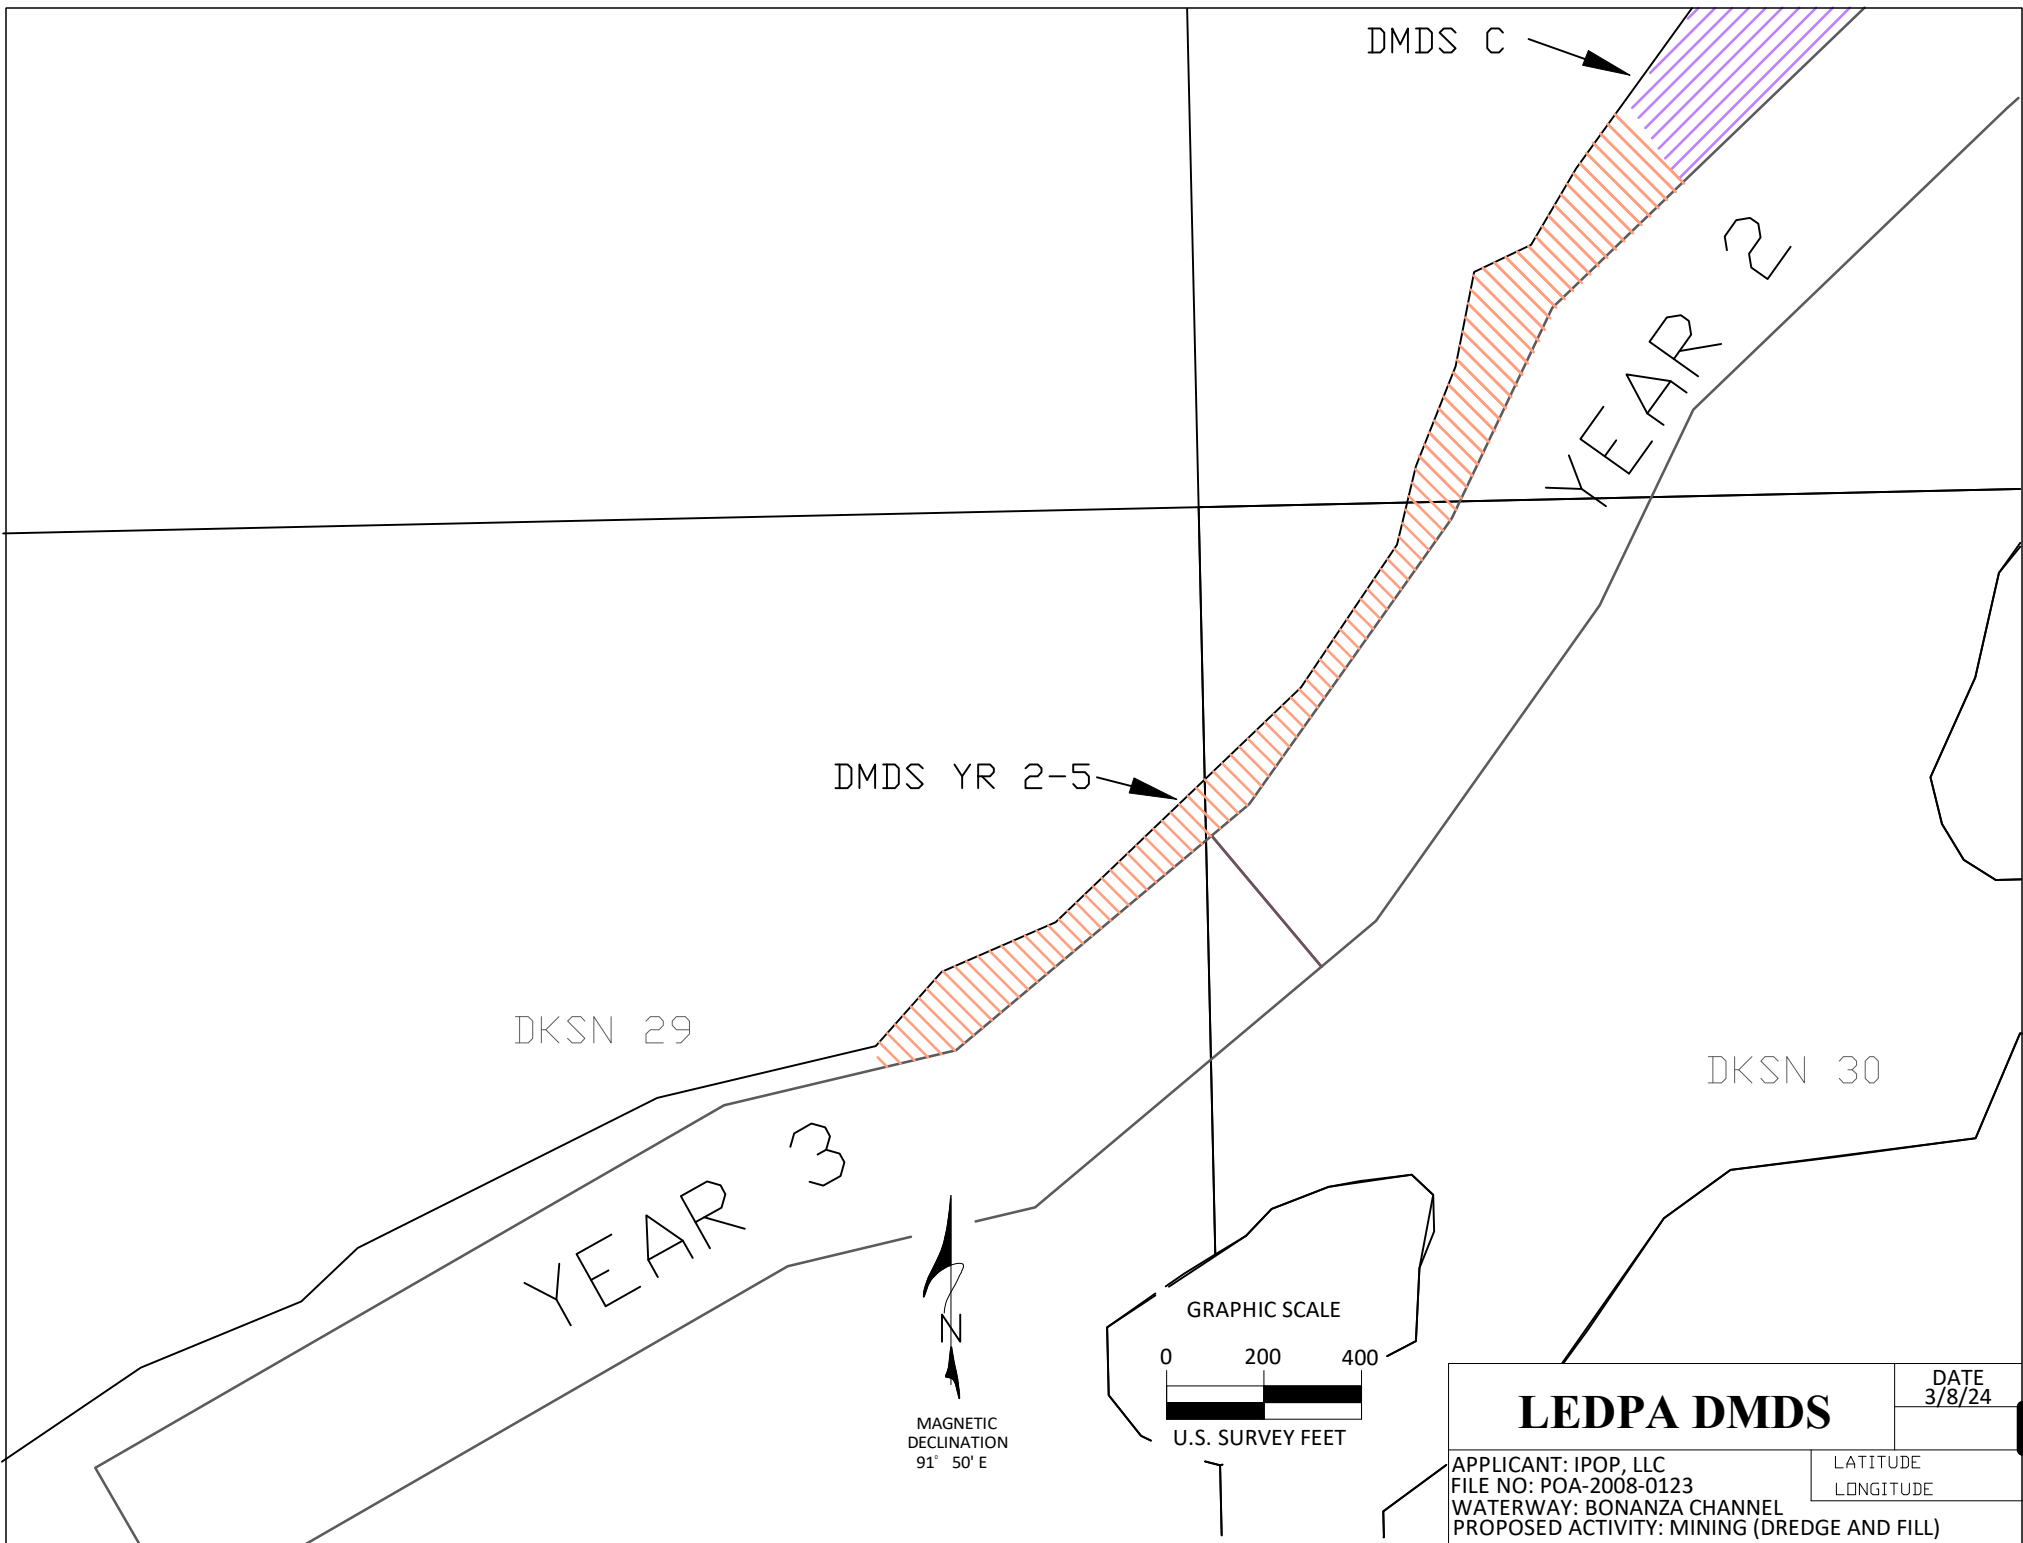 DMDS C
YEAR 2
DMDS YR 2-5
DKSN 29
DKSN 30
YEAR 3
N
MAGNETIC
DECLINATION
91° 50' E
GRAPHIC SCALE
0 200 400
U.S. SURVEY FEET
LEDPA DMDS
DATE
3/8/24
APPLICANT: IPOP, LLC
FILE NO: POA-2008-0123
WATERWAY: BONANZA CHANNEL
PROPOSED ACTIVITY: MINING (DREDGE AND FILL)
LATITUDE
LONGITUDE